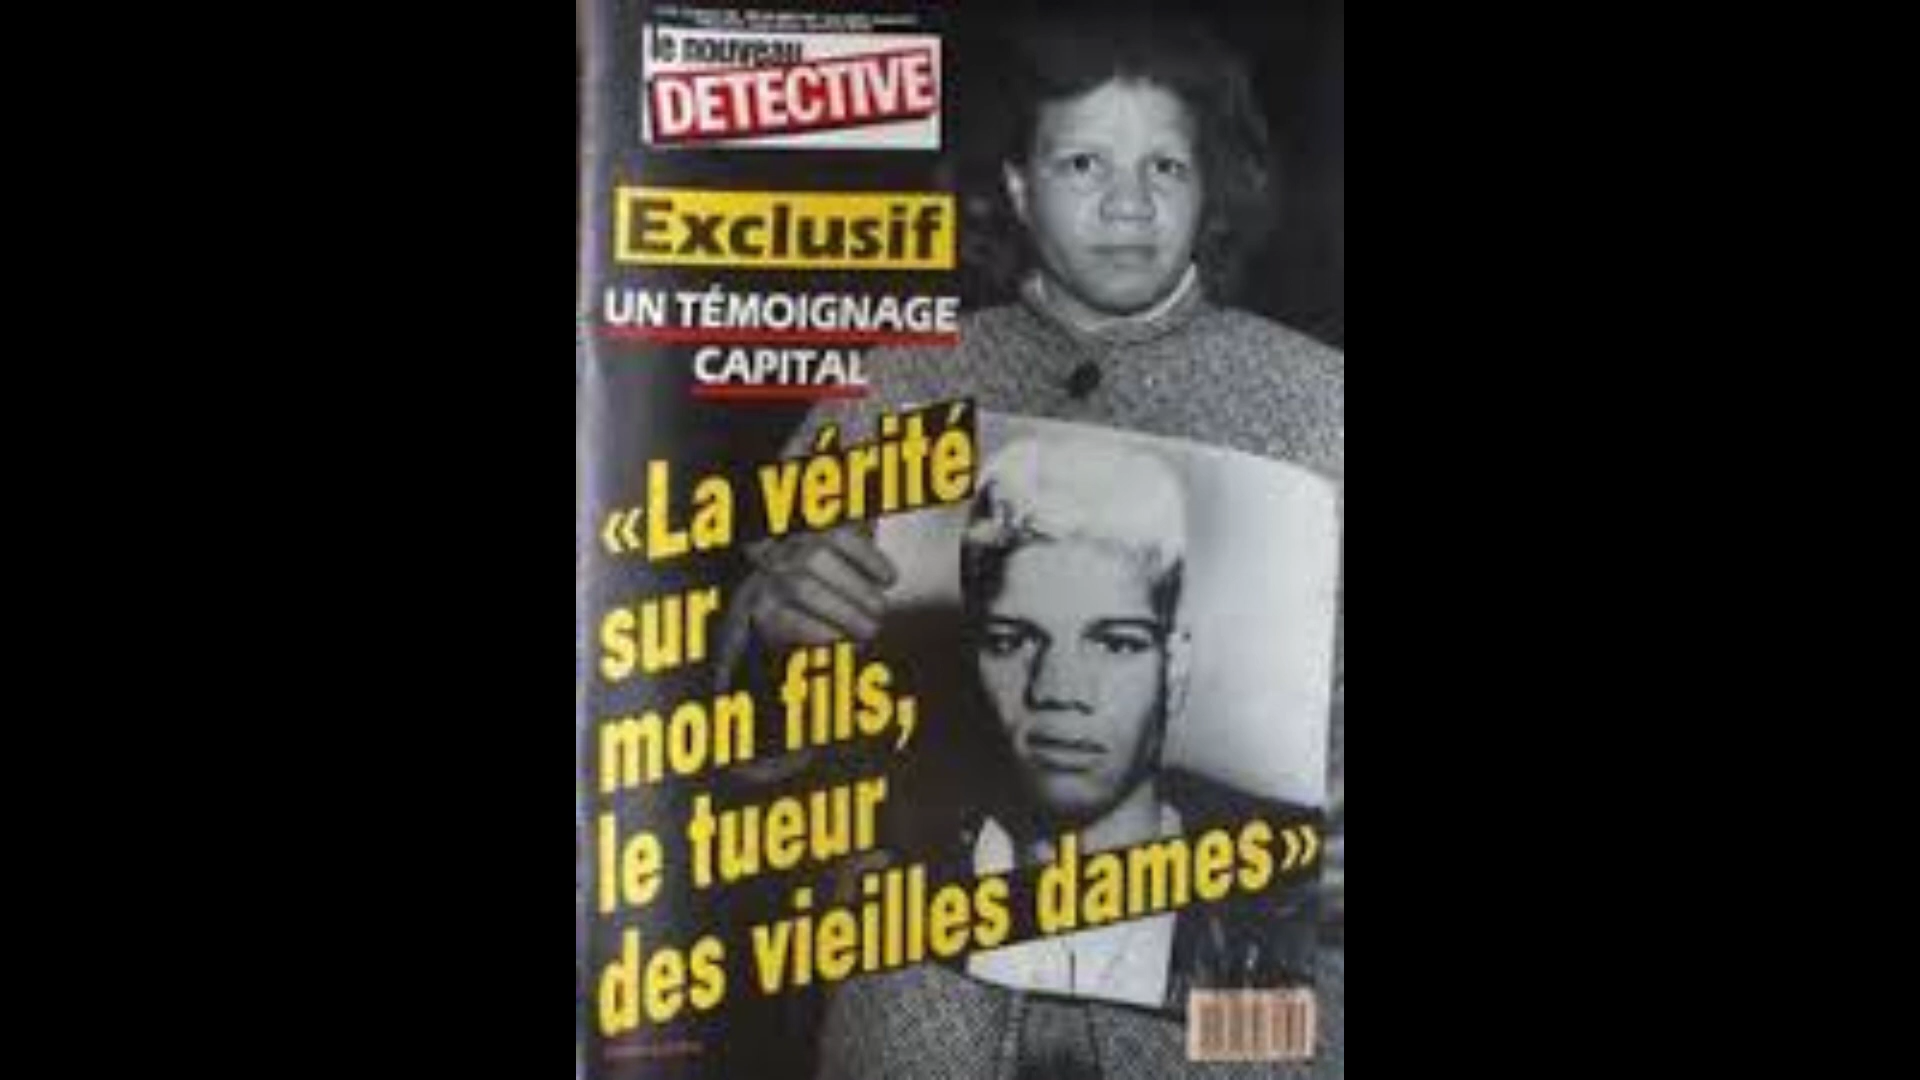 le nouveau
DETECTIVE
Exclusif
UN TÉMOIGNAGE
CAPITAL
«La vérité
sur
mon fils,
le tueur
des vieilles dames»